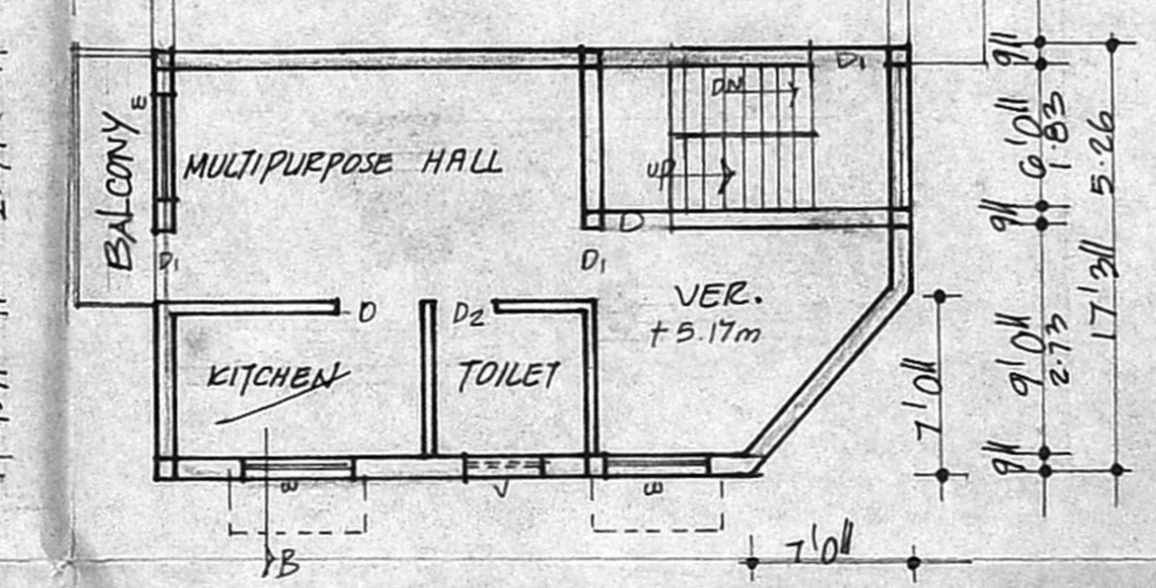 D1
9"
DN
BALCONY
E
MULTIPURPOSE HALL
UP
6'0"
1.83
5.26
D
9"
D1
D1
VER.
+5.17m
D
D2
KITCHEN
TOILET
7'0"
9'0"
2.73
17'3"
9"
V
B
7'0"